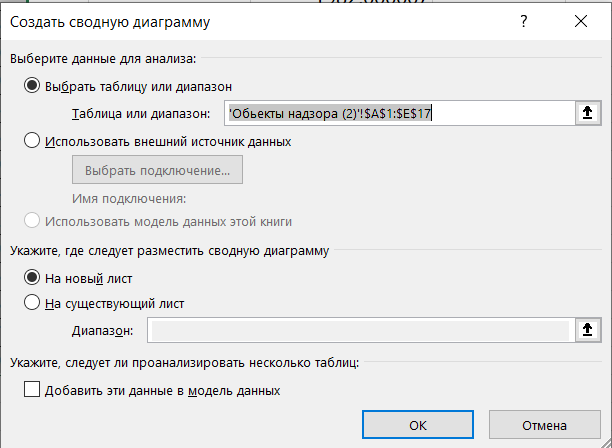 Создать сводную диаграмму ? ×
Выберите данные для анализа:
Выбрать таблицу или диапазон
Таблица или диапазон: 'Обьекты надзора (2)'!$A$1:$E$17
Использовать внешний источник данных
Выбрать подключение...
Имя подключения:
Использовать модель данных этой книги
Укажите, где следует разместить сводную диаграмму
На новый лист
На существующий лист
Диапазон:
Укажите, следует ли проанализировать несколько таблиц:
Добавить эти данные в модель данных
ОК Отмена